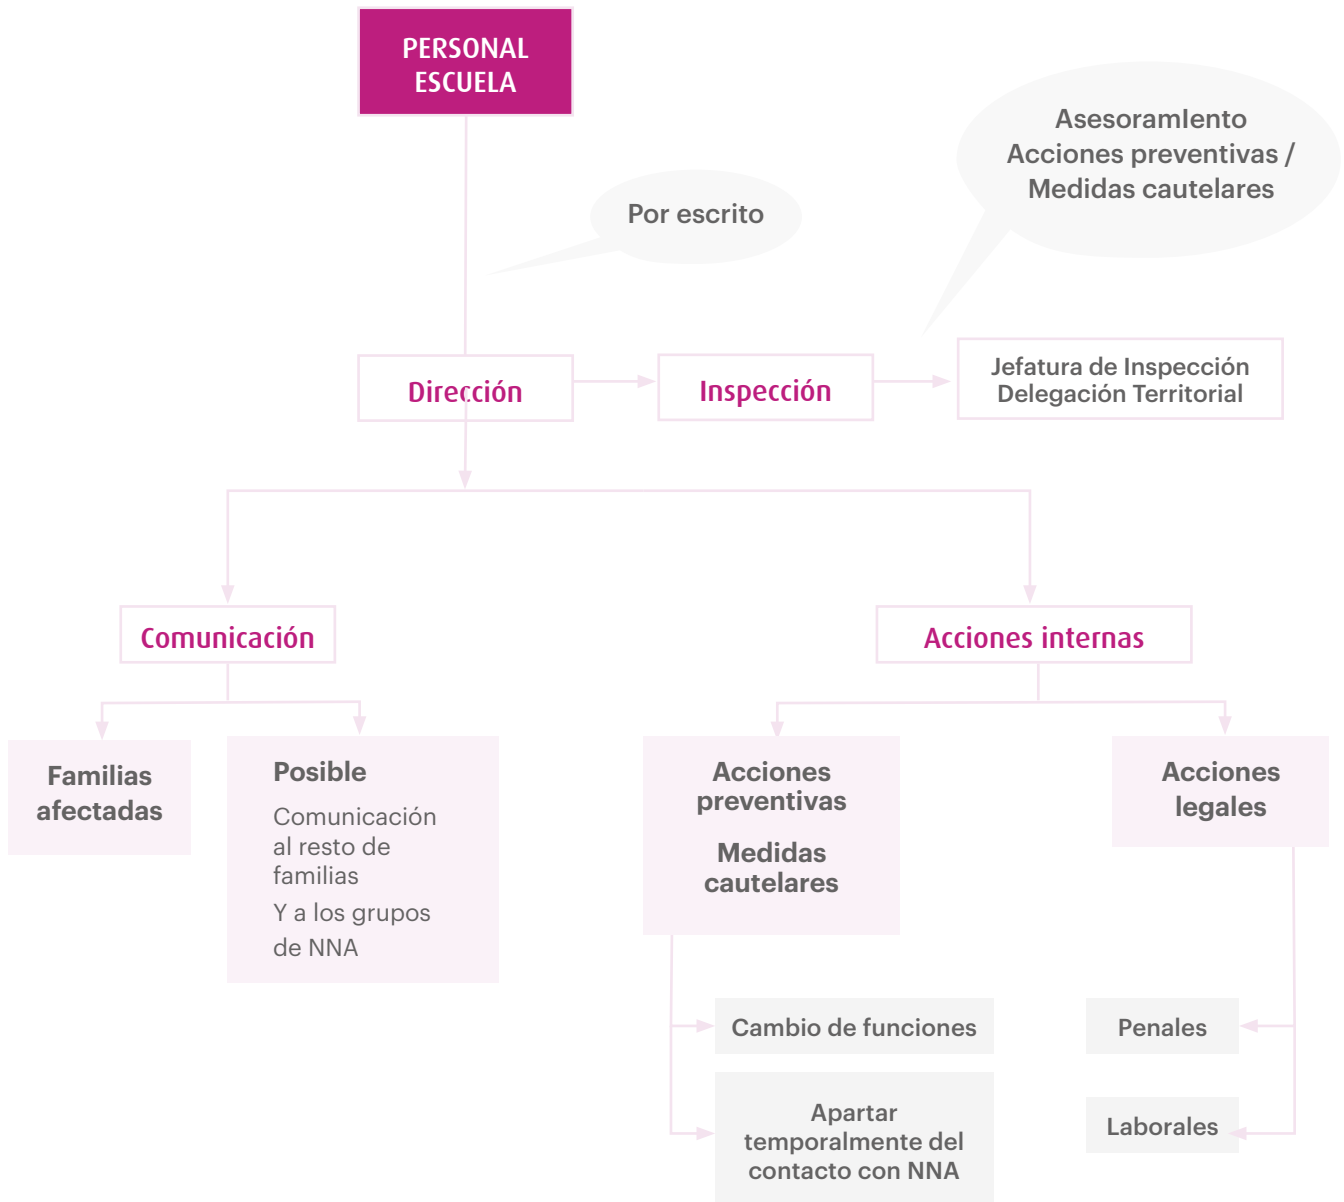 PERSONAL
ESCUELA
AsesoramIento
Acciones preventivas /
Medidas cautelares
Por escrito
Dirección
Inspección
Jefatura de Inspección
Delegación Territorial
Comunicación
Acciones internas
Familias
afectadas
Posible
Comunicación
al resto de
familias
Y a los grupos
de NNA
Acciones
preventivas
Medidas
cautelares
Acciones
legales
Cambio de funciones
Apartar
temporalmente del
contacto con NNA
Penales
Laborales